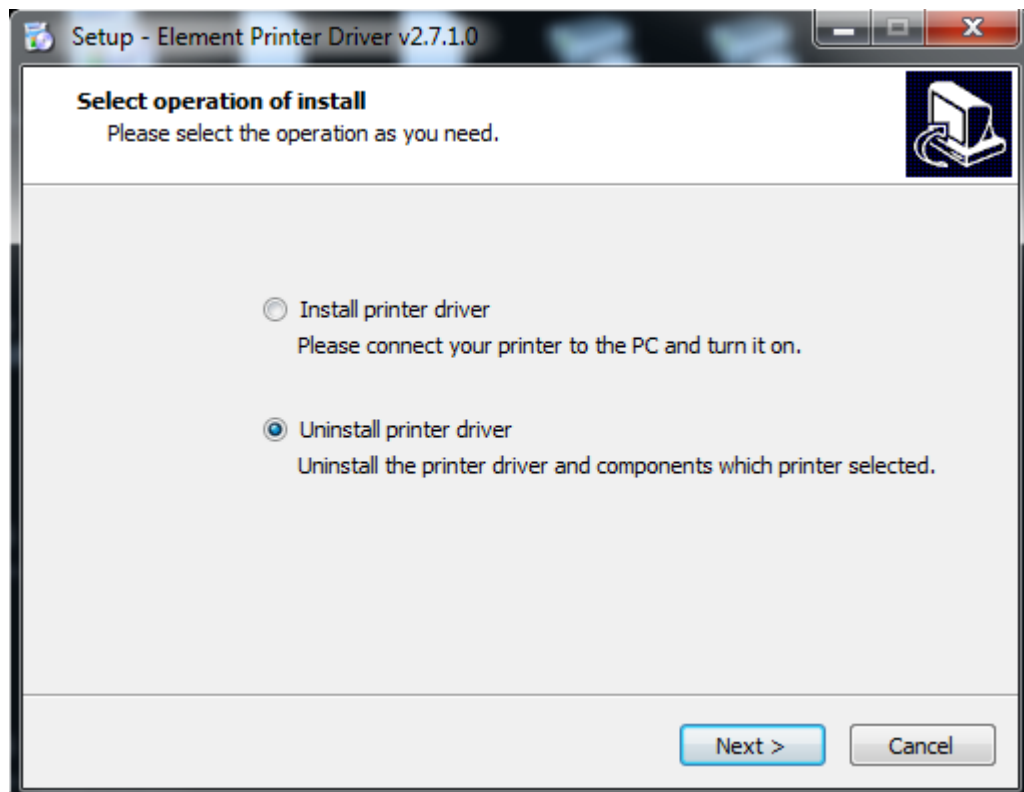 Setup - Element Printer Driver v2.7.1.0
Select operation of install
Please select the operation as you need.
Install printer driver
Please connect your printer to the PC and turn it on.
Uninstall printer driver
Uninstall the printer driver and components which printer selected.
Next >
Cancel